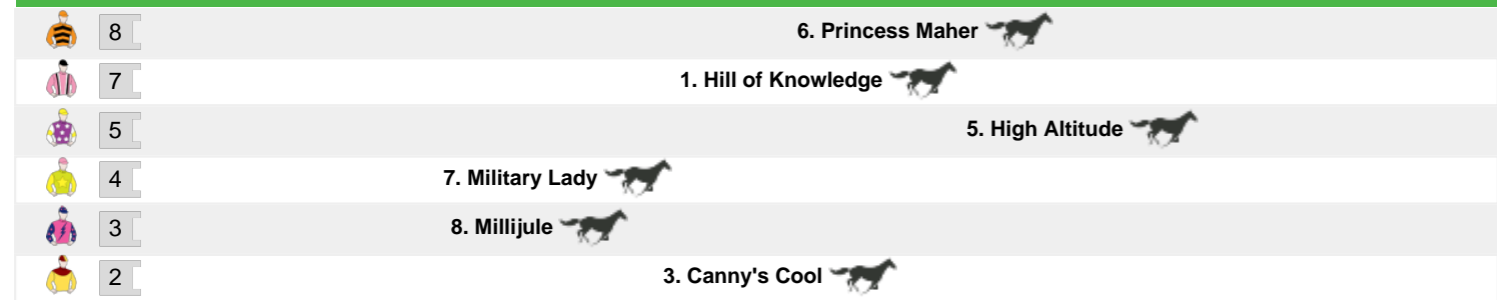 8 6. Princess Maher
7 1. Hill of Knowledge
5 5. High Altitude
4 7. Military Lady
3 8. Millijule
2 3. Canny's Cool